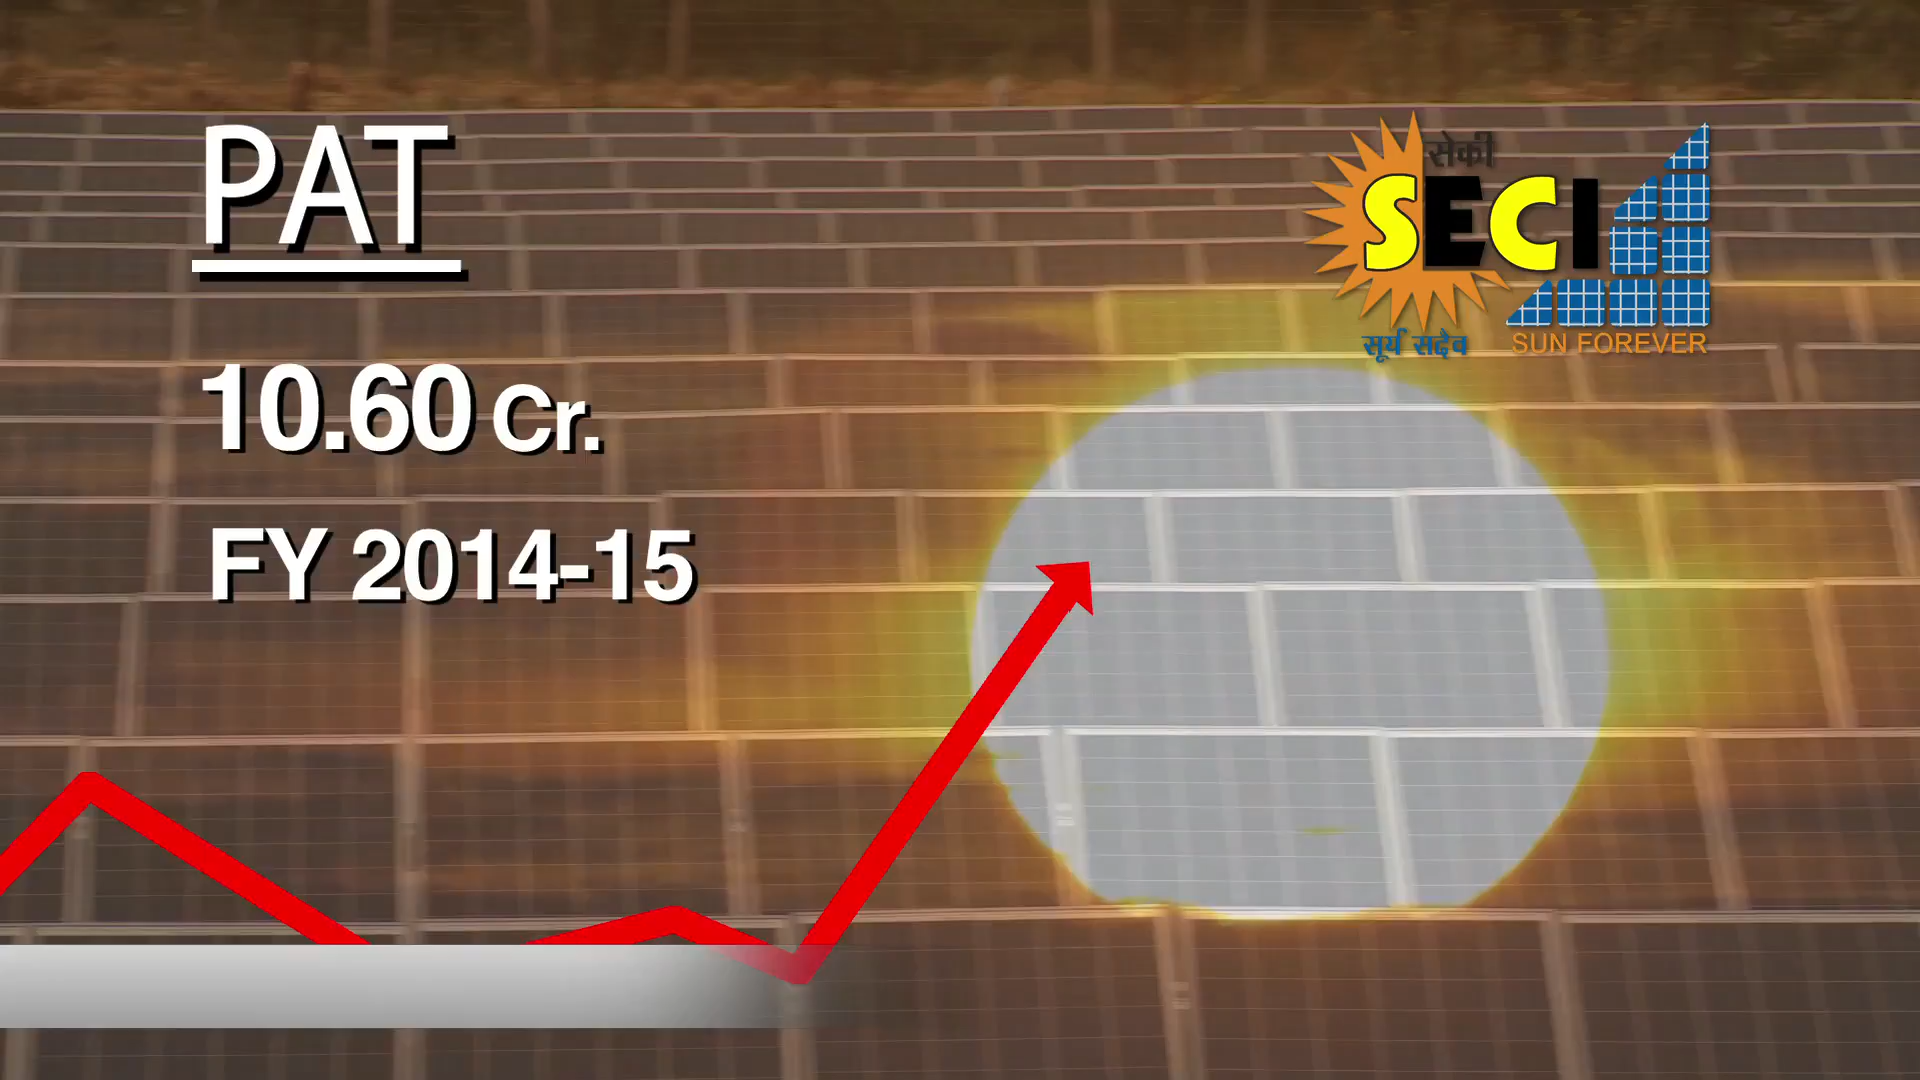 PAT
10.60 Cr.
FY 2014-15
सेकी
SECI
सूर्य सदैव
SUN FOREVER